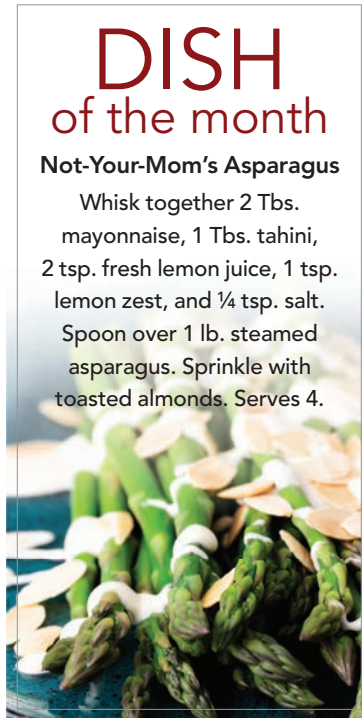 DISH
of the month
Not-Your-Mom's Asparagus
Whisk together 2 Tbs.
mayonnaise, 1 Tbs. tahini,
2 tsp. fresh lemon juice, 1 tsp.
lemon zest, and ¼ tsp. salt.
Spoon over 1 lb. steamed
asparagus. Sprinkle with
toasted almonds. Serves 4.